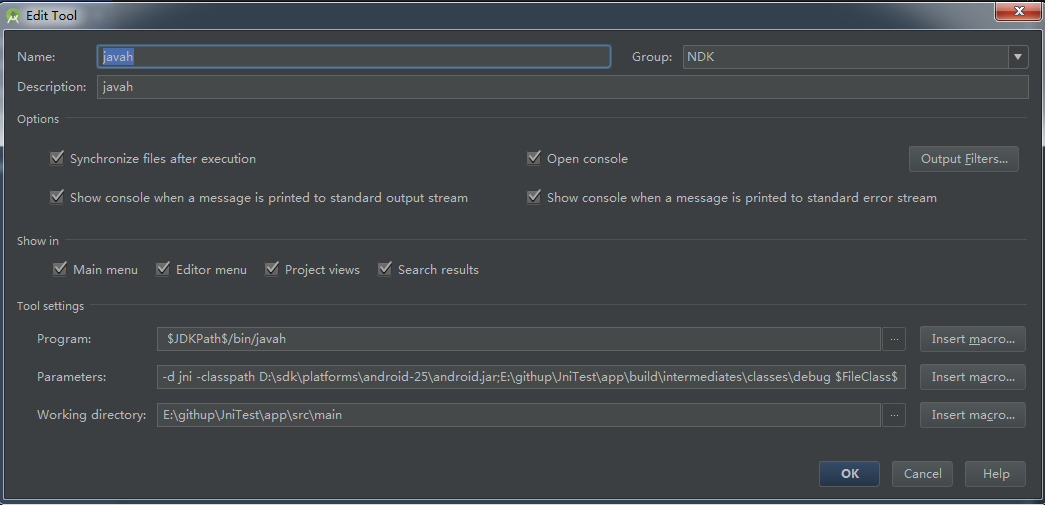 Edit Tool
Name: javah Group: NDK
Description: javah
Options
Synchronize files after execution Open console Output Filters...
Show console when a message is printed to standard output stream Show console when a message is printed to standard error stream
Show in
Main menu Editor menu Project views Search results
Tool settings
Program: $JDKPath$/bin/javah ... Insert macro...
Parameters: -d jni -classpath D:\sdk\platforms\android-25\android.jar;E:\githup\JniTest\app\build\intermediates\classes\debug $FileClass$ Insert macro...
Working directory: E:\githup\JniTest\app\src\main ... Insert macro...
OK Cancel Help